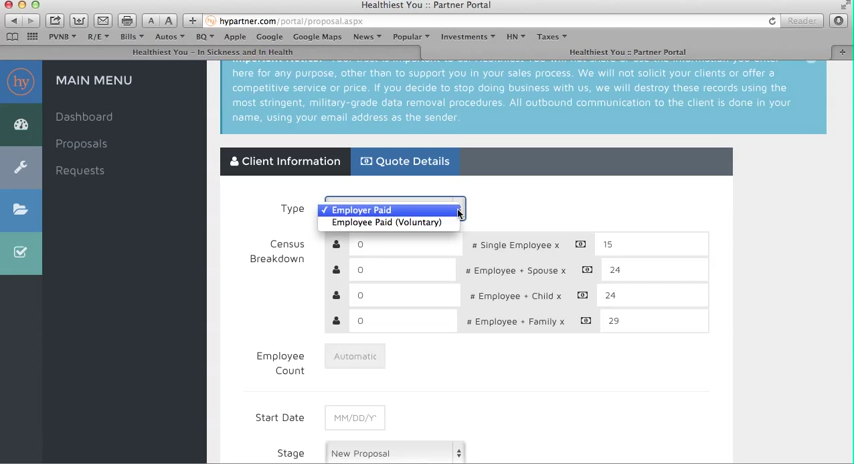 Healthiest You :: Partner Portal
A A + hypartner.com/portal/proposal.aspx Reader
PVNB R/E Bills Autos BQ Apple Google Google Maps News Popular Investments HN Taxes
Healthiest You - In Sickness and In Health Healthiest You :: Partner Portal +
hy MAIN MENU
Dashboard
Proposals
Requests
here for any purpose, other than to support you in your sales process. We will not solicit your clients or offer a
competitive service or price. If you decide to stop doing business with us, we will destroy these records using the
most stringent, military-grade data removal procedures. All outbound communication to the client is done in your
name, using your email address as the sender.
Client Information Quote Details
Type ✓ Employer Paid
Employee Paid (Voluntary)
Census Breakdown
0 # Single Employee x 15
0 # Employee + Spouse x 24
0 # Employee + Child x 24
0 # Employee + Family x 29
Employee Count Automatic
Start Date MM/DD/Y
Stage New Proposal